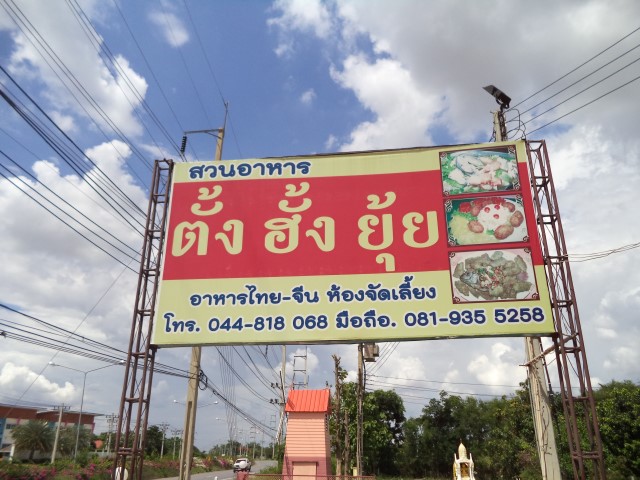 สวนอาหาร
ตั้ง ฮั้ง ยุ้ย
อาหารไทย-จีน ห้องจัดเลี้ยง
โทร. 044-818 068 มือถือ. 081-935 5258